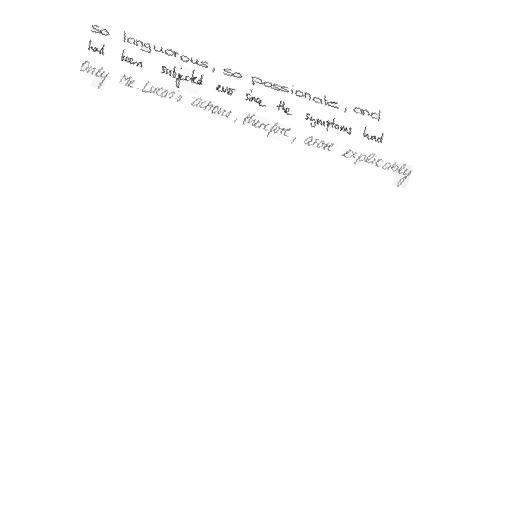 so languorous, so passionate, and
had been subjected ever since the symptoms had
Only Mr. Lucas's actions, therefore, arose explicably